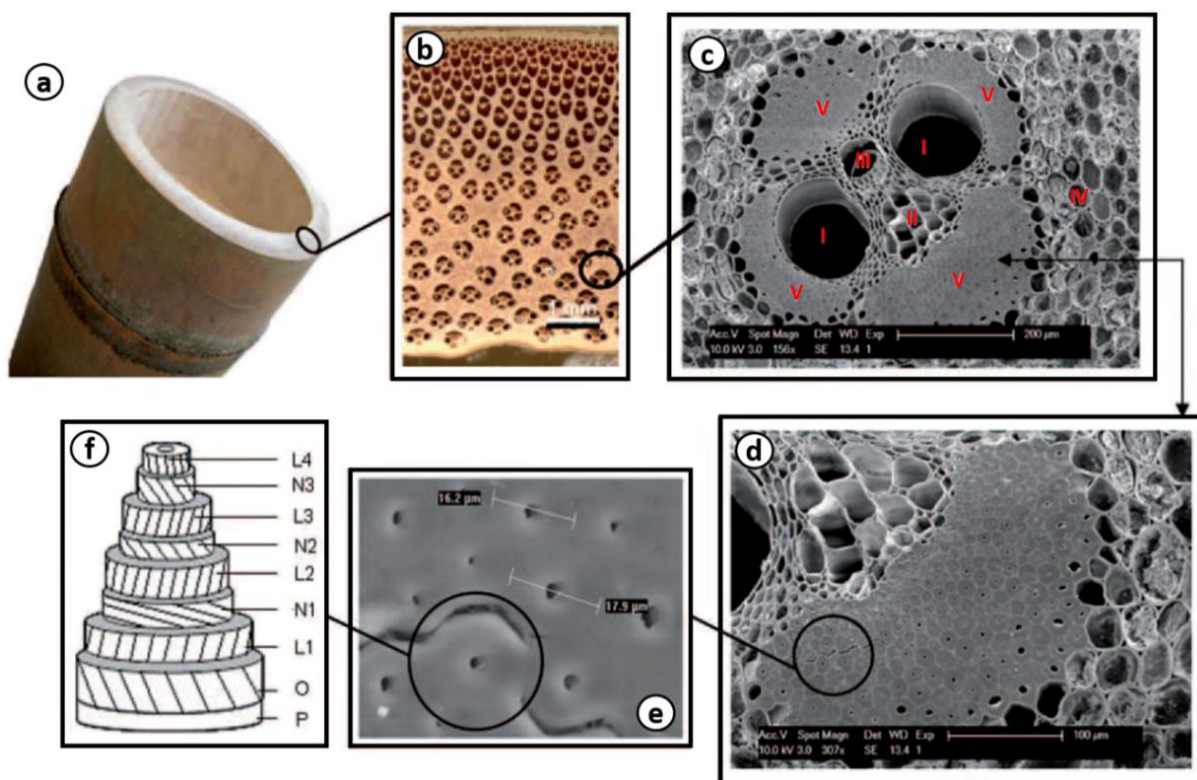 a
b
1 mm
c
V
V
III
I
IV
II
I
V
V
Acc.V Spot Magn Det WD Exp
200 µm
10.0 kV 3.0 156x SE 13.4 1
f
L4
N3
L3
N2
L2
N1
L1
O
P
16.2 µm
17.9 µm
e
d
Acc.V Spot Magn Det WD Exp
100 µm
10.0 kV 3.0 307x SE 13.4 1